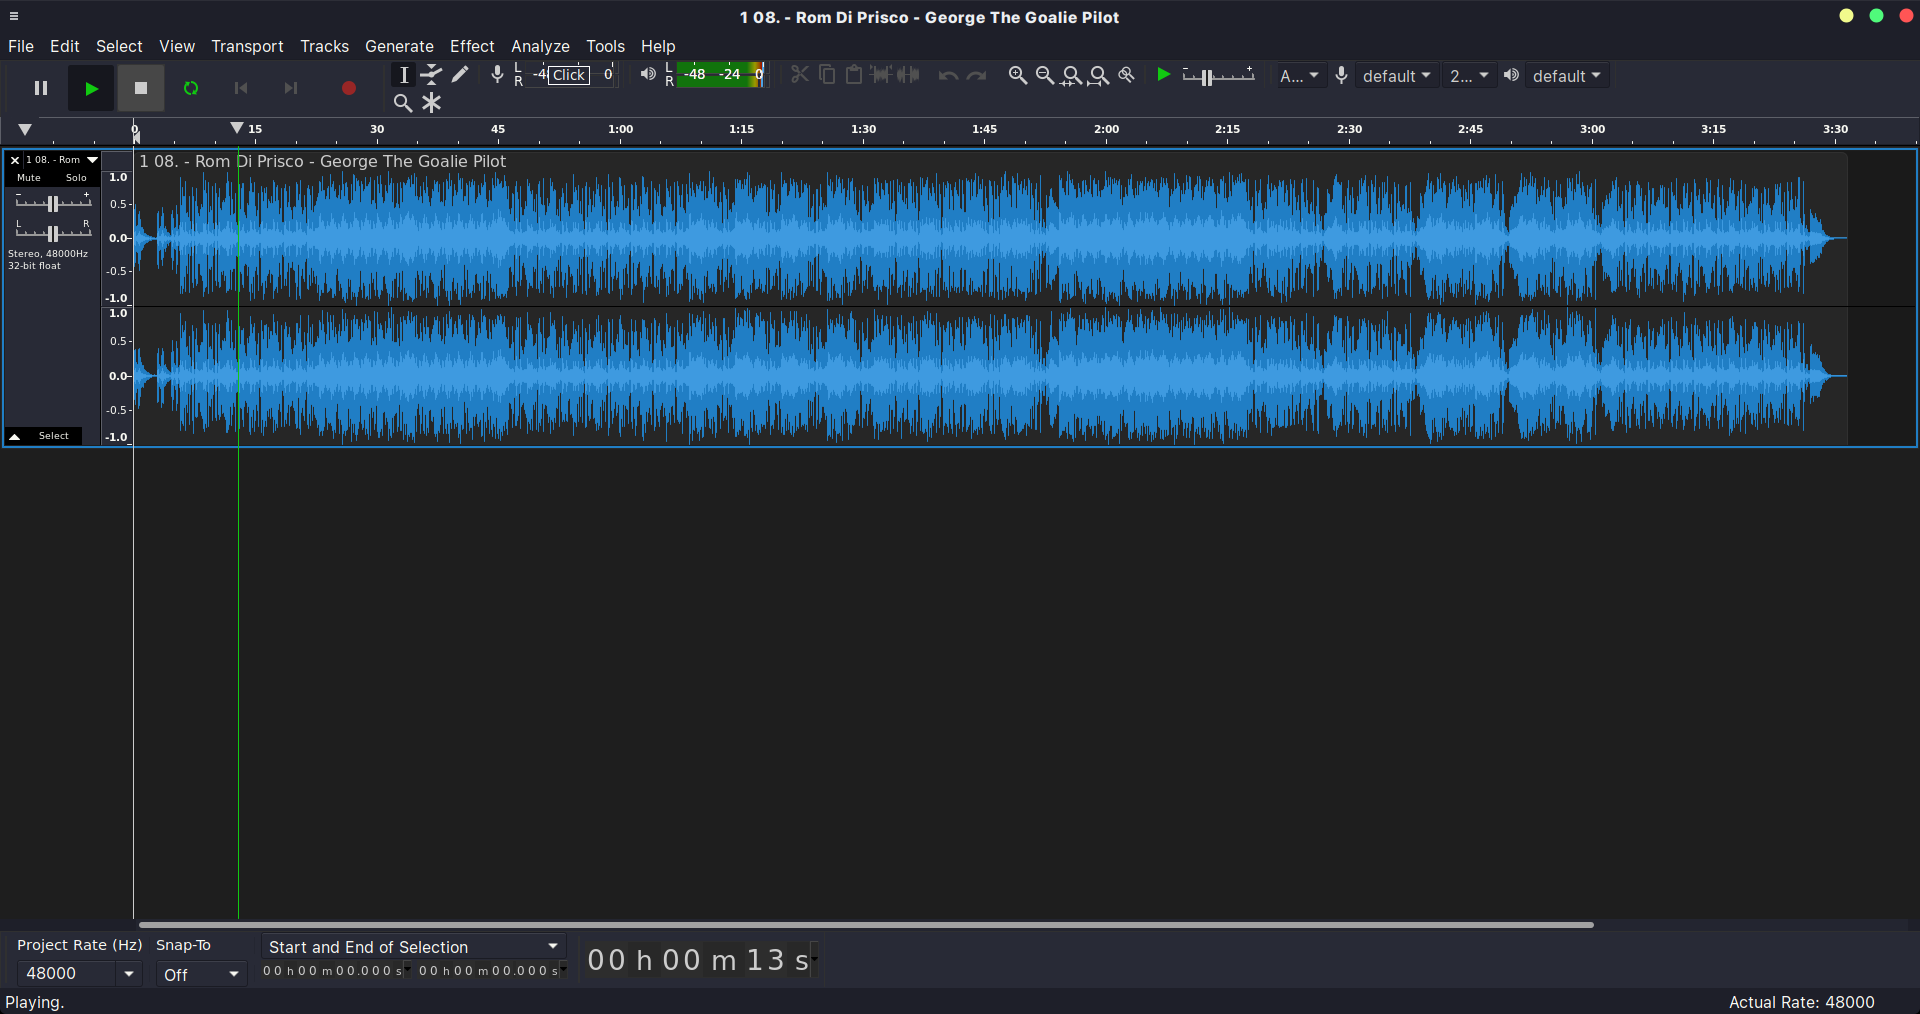 1 08. - Rom Di Prisco - George The Goalie Pilot
File Edit Select View Transport Tracks Generate Effect Analyze Tools Help
L R Click 0 L R -48 -24 0 A... default 2... default
0 15 30 45 1:00 1:15 1:30 1:45 2:00 2:15 2:30 2:45 3:00 3:15 3:30
1 08. - Rom
1 08. - Rom Di Prisco - George The Goalie Pilot
Mute Solo
- +
L R
Stereo, 48000Hz
32-bit float
1.0
0.5
0.0
-0.5
-1.0
1.0
0.5
0.0
-0.5
-1.0
Select
Project Rate (Hz) Snap-To Start and End of Selection
48000 Off 00 h 00 m 00.000 s 00 h 00 m 00.000 s
00 h 00 m 13 s
Playing. Actual Rate: 48000